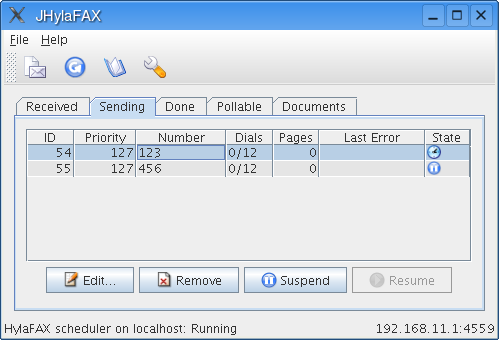 JHylaFAX
File Help
Received Sending Done Pollable Documents
ID Priority Number Dials Pages Last Error State
54 127 123 0/12 0
55 127 456 0/12 0
Edit... Remove Suspend Resume
HylaFAX scheduler on localhost: Running 192.168.11.1:4559